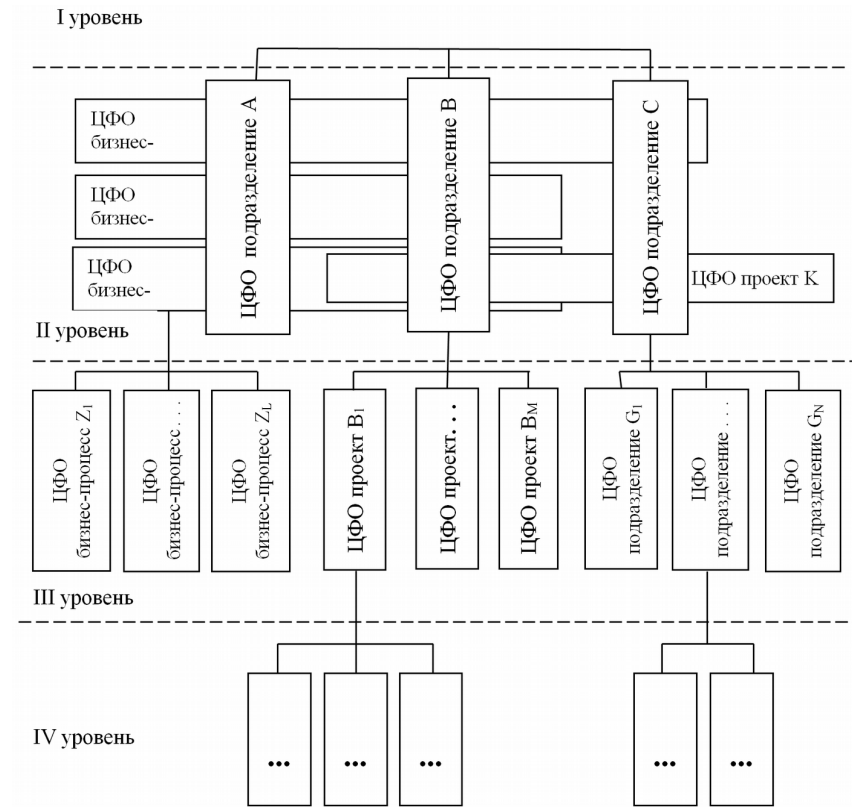 I уровень
ЦФО
бизнес-
ЦФО подразделение A
ЦФО подразделение B
ЦФО подразделение C
ЦФО
бизнес-
ЦФО
бизнес-
ЦФО проект K
II уровень
ЦФО
бизнес-процесс Z1
ЦФО
бизнес-процесс. . .
ЦФО
бизнес-процесс ZL
ЦФО проект B1
ЦФО проект. . .
ЦФО проект BM
ЦФО
подразделение G1
ЦФО
подразделение . . .
ЦФО
подразделение GN
III уровень
IV уровень
...
...
...
...
...